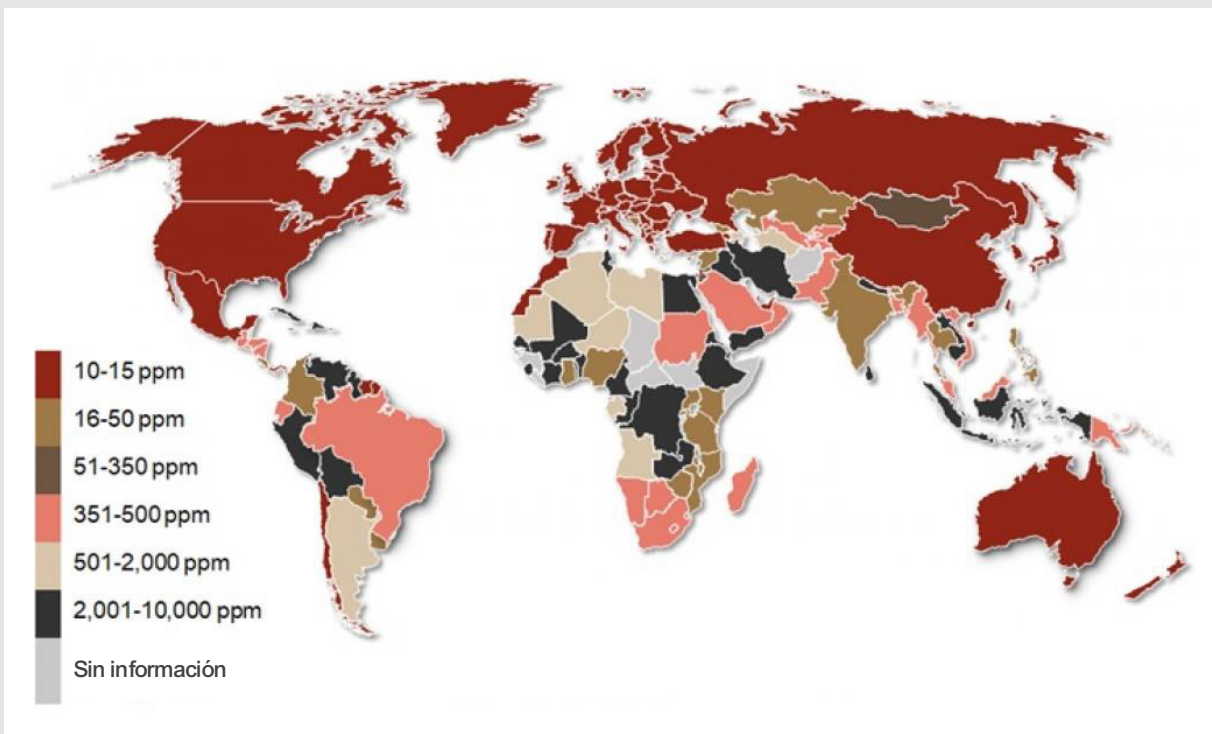 10-15 ppm
16-50 ppm
51-350 ppm
351-500 ppm
501-2,000 ppm
2,001-10,000 ppm
Sin información